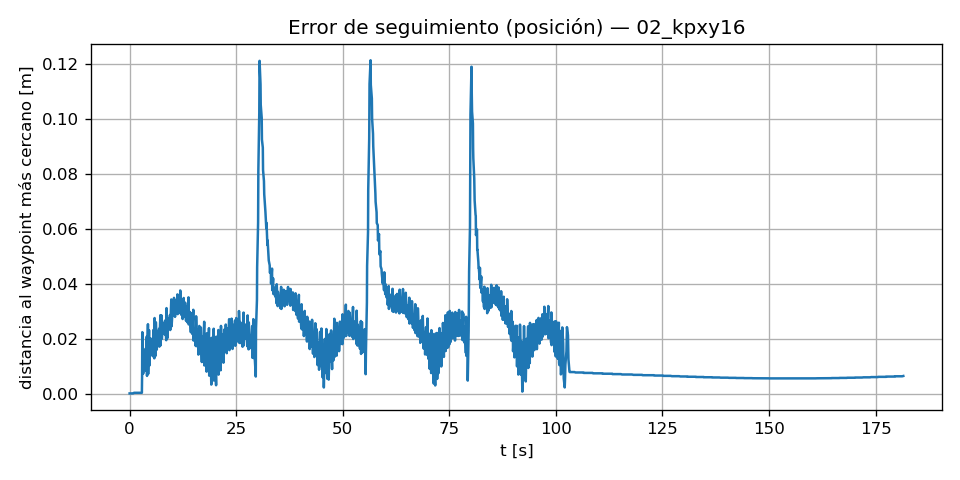 Error de seguimiento (posición) — 02_kpxy16
distancia al waypoint más cercano [m]
0.12
0.10
0.08
0.06
0.04
0.02
0.00
0 25 50 75 100 125 150 175
t [s]